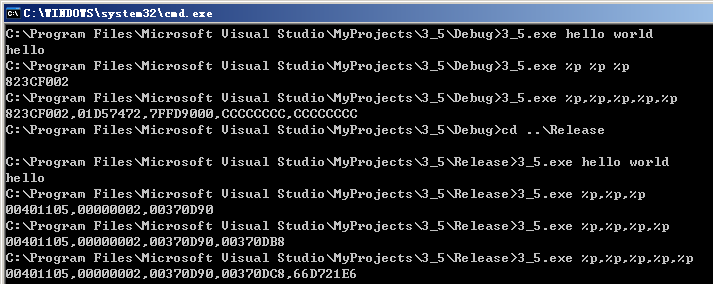 C:\WINDOWS\system32\cmd.exe
C:\Program Files\Microsoft Visual Studio\MyProjects\3_5\Debug>3_5.exe hello world
hello
C:\Program Files\Microsoft Visual Studio\MyProjects\3_5\Debug>3_5.exe %p %p %p
823CF002
C:\Program Files\Microsoft Visual Studio\MyProjects\3_5\Debug>3_5.exe %p,%p,%p,%p,%p
823CF002,01D57472,7FFD9000,CCCCCCCC,CCCCCCCC
C:\Program Files\Microsoft Visual Studio\MyProjects\3_5\Debug>cd ..\Release
C:\Program Files\Microsoft Visual Studio\MyProjects\3_5\Release>3_5.exe hello world
hello
C:\Program Files\Microsoft Visual Studio\MyProjects\3_5\Release>3_5.exe %p,%p,%p
00401105,00000002,00370D90
C:\Program Files\Microsoft Visual Studio\MyProjects\3_5\Release>3_5.exe %p,%p,%p,%p
00401105,00000002,00370D90,00370DB8
C:\Program Files\Microsoft Visual Studio\MyProjects\3_5\Release>3_5.exe %p,%p,%p,%p,%p
00401105,00000002,00370D90,00370DC8,66D721E6